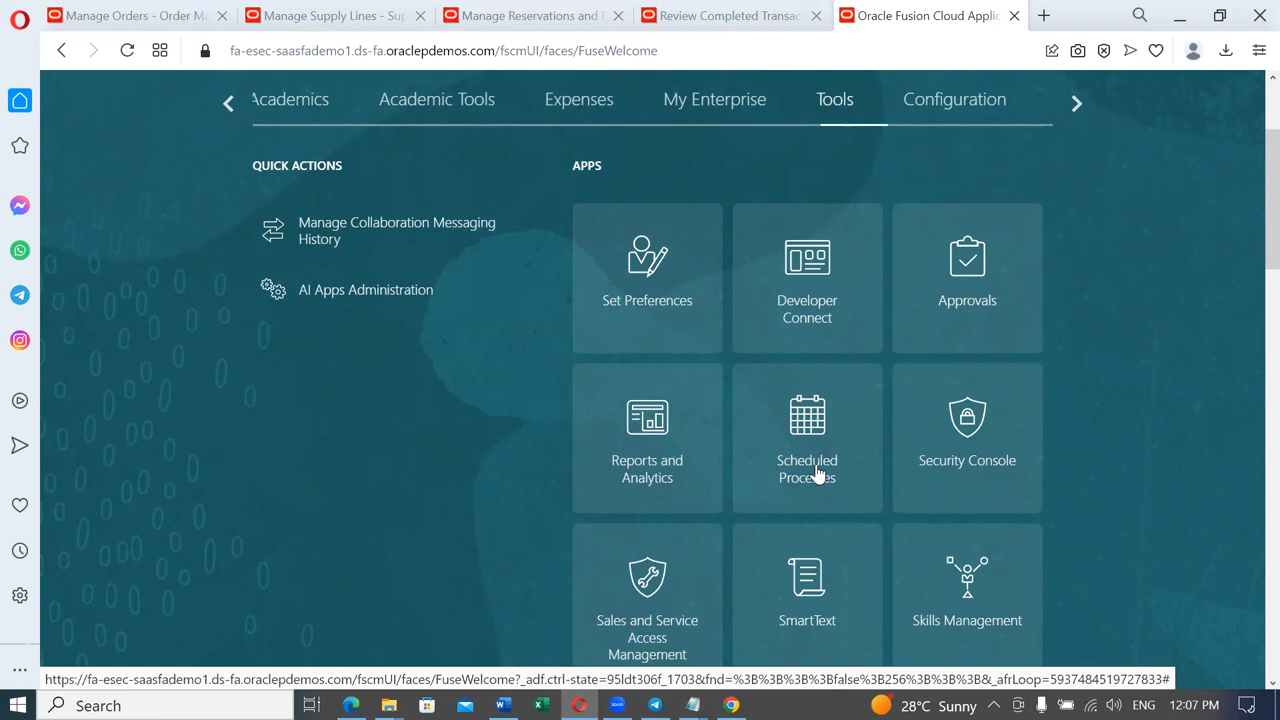 Manage Orders - Order Ma
Manage Supply Lines - Sup
Manage Reservations and P
Review Completed Transac
Oracle Fusion Cloud Applic
fa-esec-saasfademo1.ds-fa.oraclepdemos.com/fscmUI/faces/FuseWelcome
Academics
Academic Tools
Expenses
My Enterprise
Tools
Configuration
QUICK ACTIONS
Manage Collaboration Messaging
History
AI Apps Administration
APPS
Set Preferences
Developer
Connect
Approvals
Reports and
Analytics
Scheduled
Processes
Security Console
Sales and Service
Access
Management
SmartText
Skills Management
https://fa-esec-saasfademo1.ds-fa.oraclepdemos.com/fscmUI/faces/FuseWelcome?_adf.ctrl-state=95ldt306f_1703&fnd=%3B%3B%3B%3Bfalse%3B256%3B%3B%3B&_afrLoop=5937484519727833#
Search
28°C Sunny
ENG
12:07 PM